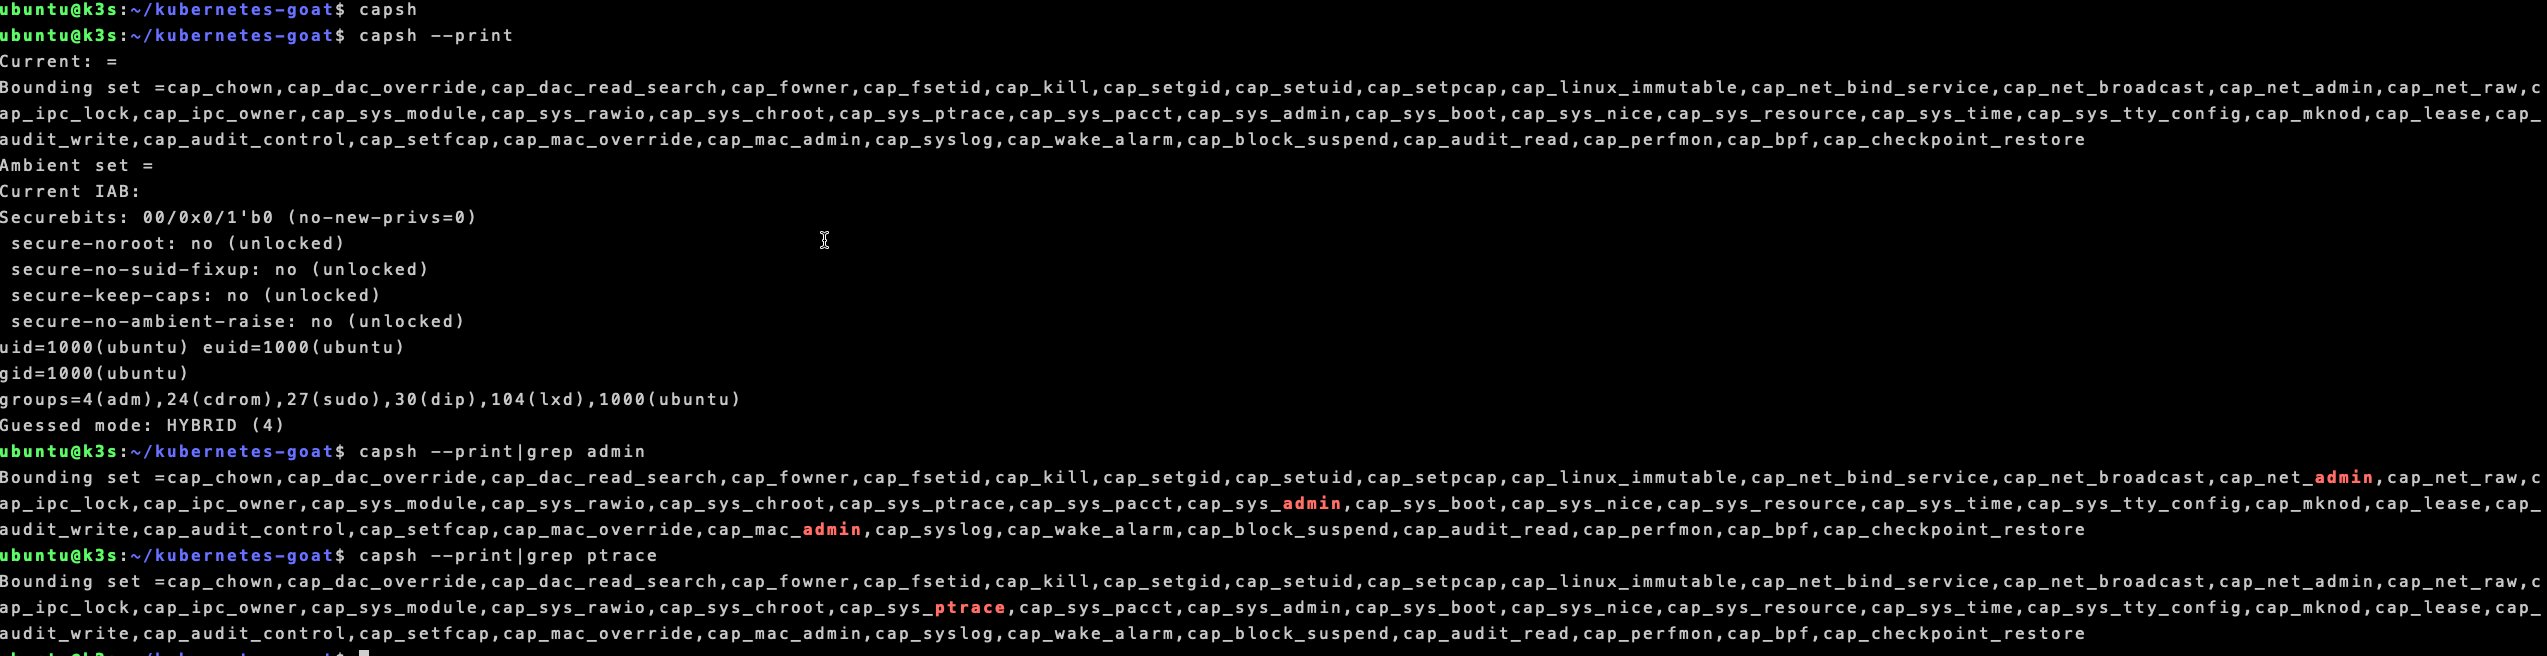 ubuntu@k3s:~/kubernetes-goat$ capsh
ubuntu@k3s:~/kubernetes-goat$ capsh --print
Current: =
Bounding set =cap_chown,cap_dac_override,cap_dac_read_search,cap_fowner,cap_fsetid,cap_kill,cap_setgid,cap_setuid,cap_setpcap,cap_linux_immutable,cap_net_bind_service,cap_net_broadcast,cap_net_admin,cap_net_raw,c
ap_ipc_lock,cap_ipc_owner,cap_sys_module,cap_sys_rawio,cap_sys_chroot,cap_sys_ptrace,cap_sys_pacct,cap_sys_admin,cap_sys_boot,cap_sys_nice,cap_sys_resource,cap_sys_time,cap_sys_tty_config,cap_mknod,cap_lease,cap_
audit_write,cap_audit_control,cap_setfcap,cap_mac_override,cap_mac_admin,cap_syslog,cap_wake_alarm,cap_block_suspend,cap_audit_read,cap_perfmon,cap_bpf,cap_checkpoint_restore
Ambient set =
Current IAB:
Securebits: 00/0x0/1'b0 (no-new-privs=0)
 secure-noroot: no (unlocked)
 secure-no-suid-fixup: no (unlocked)
 secure-keep-caps: no (unlocked)
 secure-no-ambient-raise: no (unlocked)
uid=1000(ubuntu) euid=1000(ubuntu)
gid=1000(ubuntu)
groups=4(adm),24(cdrom),27(sudo),30(dip),104(lxd),1000(ubuntu)
Guessed mode: HYBRID (4)
ubuntu@k3s:~/kubernetes-goat$ capsh --print|grep admin
Bounding set =cap_chown,cap_dac_override,cap_dac_read_search,cap_fowner,cap_fsetid,cap_kill,cap_setgid,cap_setuid,cap_setpcap,cap_linux_immutable,cap_net_bind_service,cap_net_broadcast,cap_net_admin,cap_net_raw,c
ap_ipc_lock,cap_ipc_owner,cap_sys_module,cap_sys_rawio,cap_sys_chroot,cap_sys_ptrace,cap_sys_pacct,cap_sys_admin,cap_sys_boot,cap_sys_nice,cap_sys_resource,cap_sys_time,cap_sys_tty_config,cap_mknod,cap_lease,cap_
audit_write,cap_audit_control,cap_setfcap,cap_mac_override,cap_mac_admin,cap_syslog,cap_wake_alarm,cap_block_suspend,cap_audit_read,cap_perfmon,cap_bpf,cap_checkpoint_restore
ubuntu@k3s:~/kubernetes-goat$ capsh --print|grep ptrace
Bounding set =cap_chown,cap_dac_override,cap_dac_read_search,cap_fowner,cap_fsetid,cap_kill,cap_setgid,cap_setuid,cap_setpcap,cap_linux_immutable,cap_net_bind_service,cap_net_broadcast,cap_net_admin,cap_net_raw,c
ap_ipc_lock,cap_ipc_owner,cap_sys_module,cap_sys_rawio,cap_sys_chroot,cap_sys_ptrace,cap_sys_pacct,cap_sys_admin,cap_sys_boot,cap_sys_nice,cap_sys_resource,cap_sys_time,cap_sys_tty_config,cap_mknod,cap_lease,cap_
audit_write,cap_audit_control,cap_setfcap,cap_mac_override,cap_mac_admin,cap_syslog,cap_wake_alarm,cap_block_suspend,cap_audit_read,cap_perfmon,cap_bpf,cap_checkpoint_restore